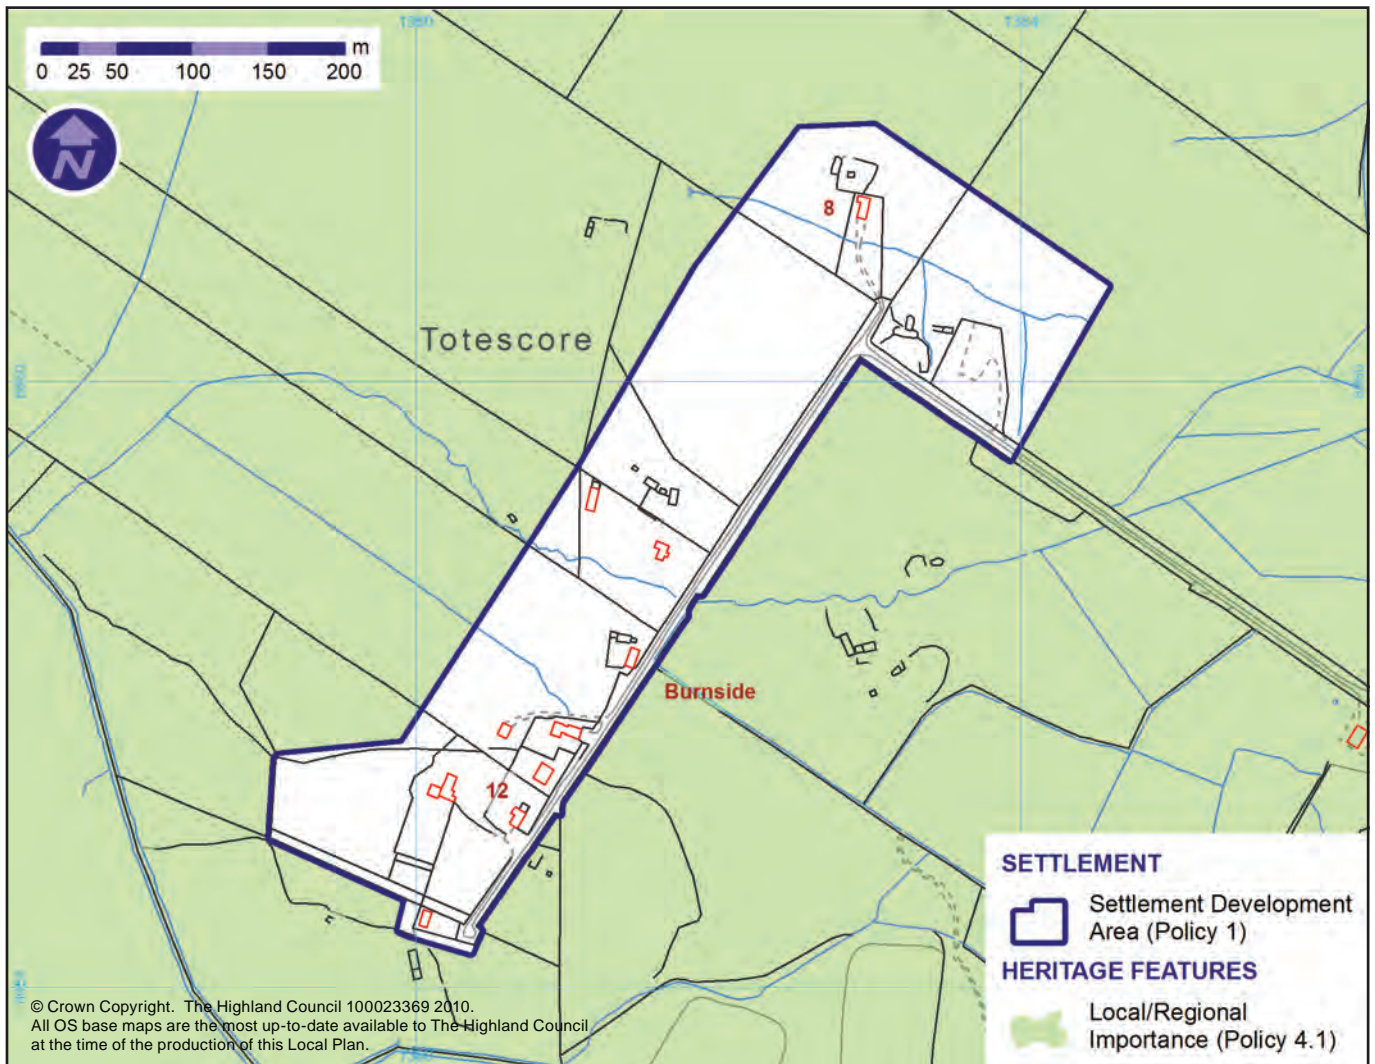 1380
1384
m
0 25 50 100 150 200
N
8
Totescore
Burnside
12
SETTLEMENT
Settlement Development
Area (Policy 1)
HERITAGE FEATURES
Local/Regional
Importance (Policy 4.1)
© Crown Copyright. The Highland Council 100023369 2010.
All OS base maps are the most up-to-date available to The Highland Council
at the time of the production of this Local Plan.